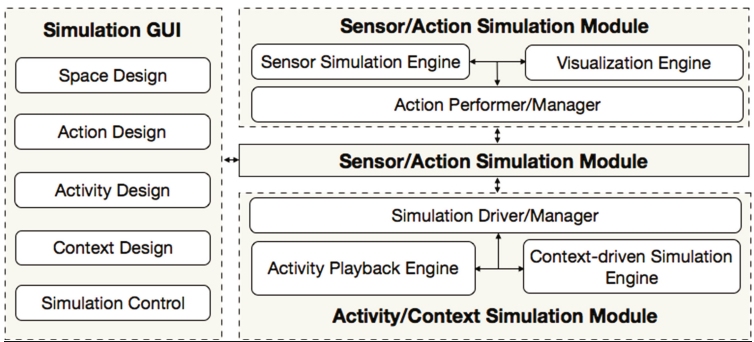 Simulation GUI
Space Design
Action Design
Activity Design
Context Design
Simulation Control
Sensor/Action Simulation Module
Sensor Simulation Engine
Visualization Engine
Action Performer/Manager
Sensor/Action Simulation Module
Simulation Driver/Manager
Activity Playback Engine
Context-driven Simulation
Engine
Activity/Context Simulation Module